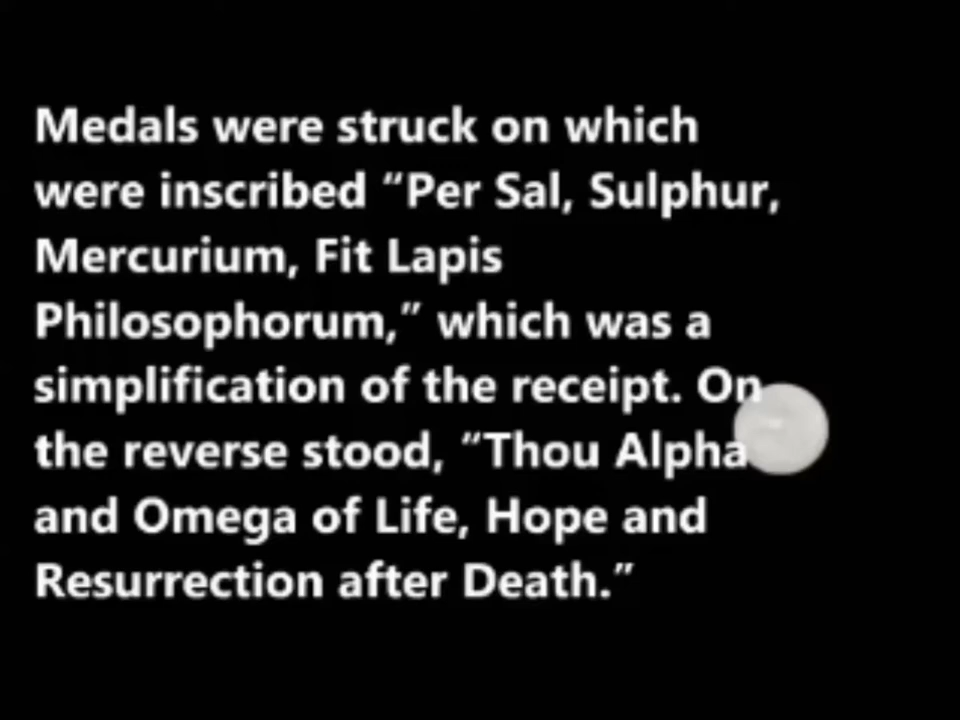 Medals were struck on which
were inscribed “Per Sal, Sulphur,
Mercurium, Fit Lapis
Philosophorum,” which was a
simplification of the receipt. On
the reverse stood, “Thou Alpha
and Omega of Life, Hope and
Resurrection after Death.”